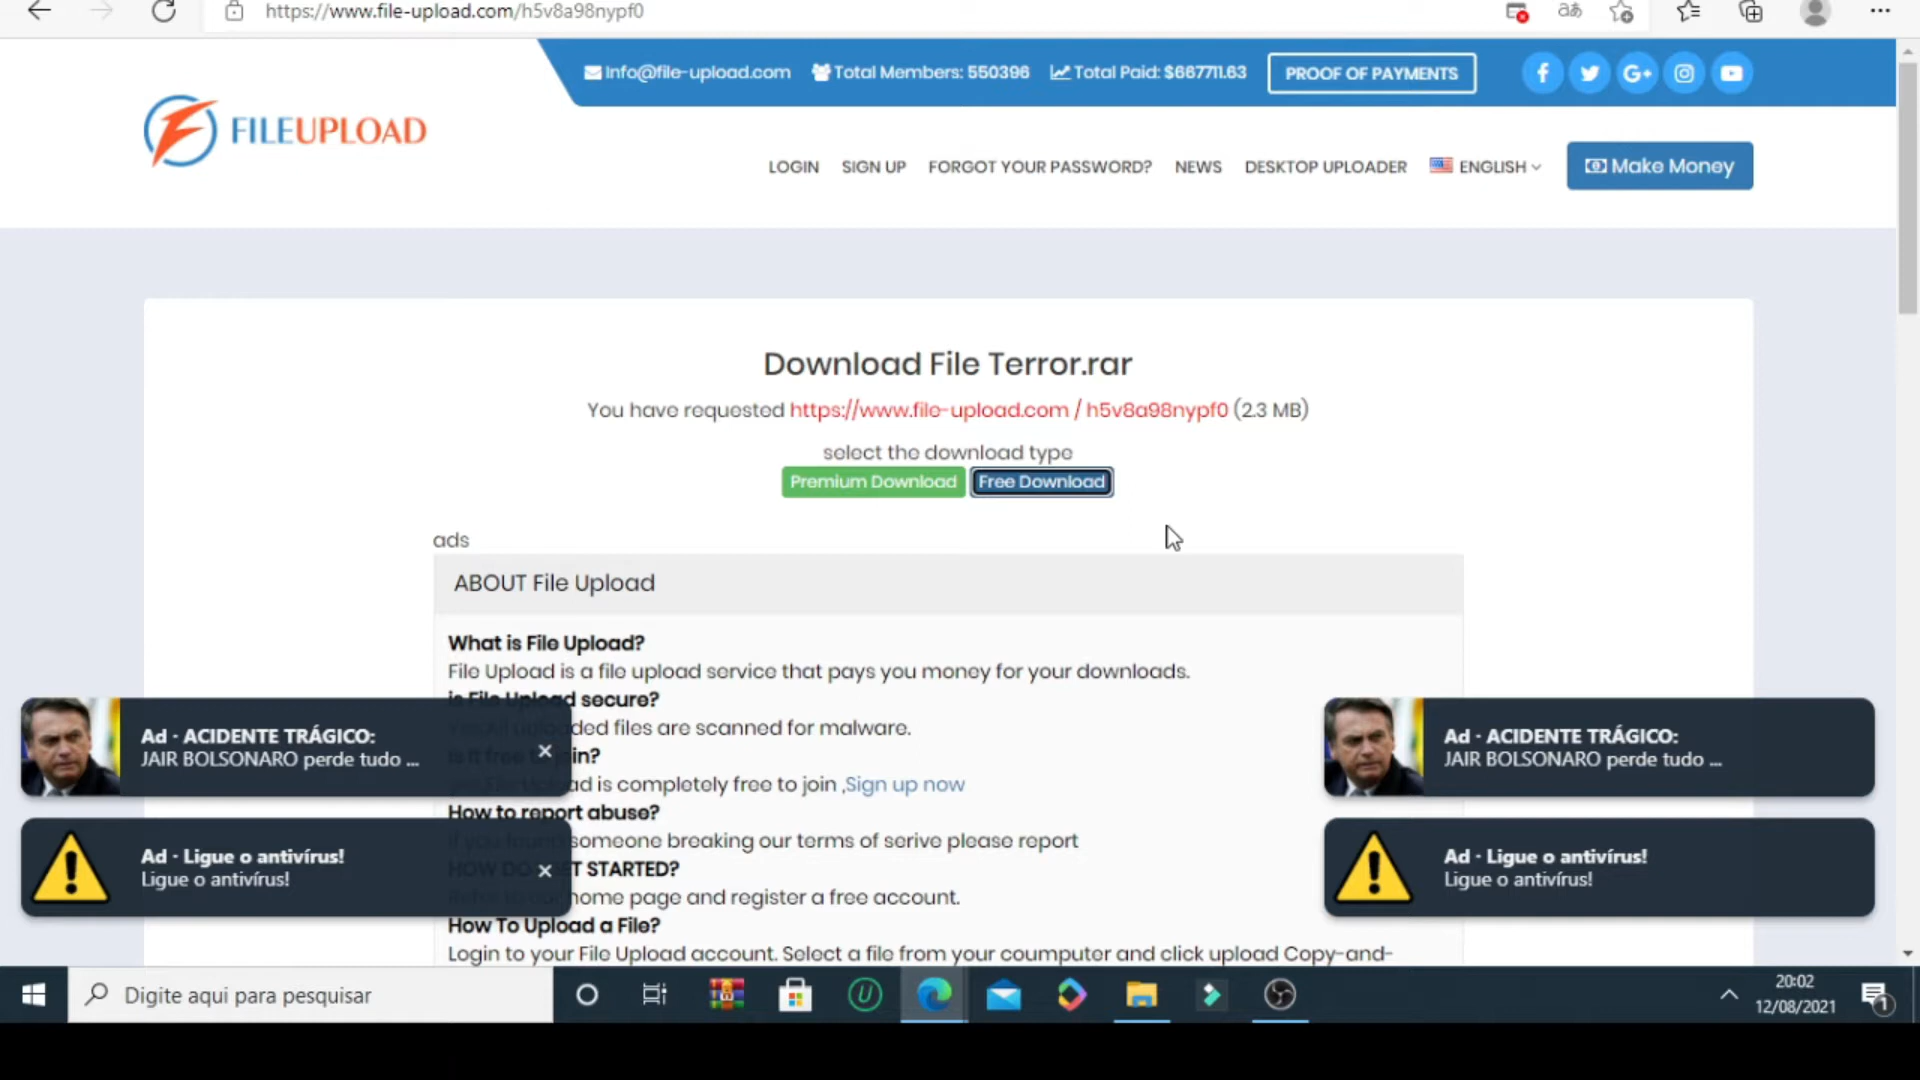 https://www.file-upload.com/h5v8a98nypf0
Info@file-upload.com Total Members: 550396 Total Paid: $667711.63 PROOF OF PAYMENTS
FILEUPLOAD
LOGIN SIGN UP FORGOT YOUR PASSWORD? NEWS DESKTOP UPLOADER ENGLISH Make Money
Download File Terror.rar
You have requested https://www.file-upload.com / h5v8a98nypf0 (2.3 MB)
select the download type
Premium Download Free Download
ads
ABOUT File Upload
What is File Upload?
File Upload is a file upload service that pays you money for your downloads.
is File Upload secure?
files are scanned for malware.
is completely free to join ,Sign up now
How to report abuse?
someone breaking our terms of serive please report
STARTED?
home page and register a free account.
How To Upload a File?
Login to your File Upload account. Select a file from your coumputer and click upload Copy-and-
Ad · ACIDENTE TRÁGICO:
JAIR BOLSONARO perde tudo ...
Ad · Ligue o antivírus!
Ligue o antivírus!
Ad · ACIDENTE TRÁGICO:
JAIR BOLSONARO perde tudo ...
Ad · Ligue o antivírus!
Ligue o antivírus!
Digite aqui para pesquisar
20:02
12/08/2021
1